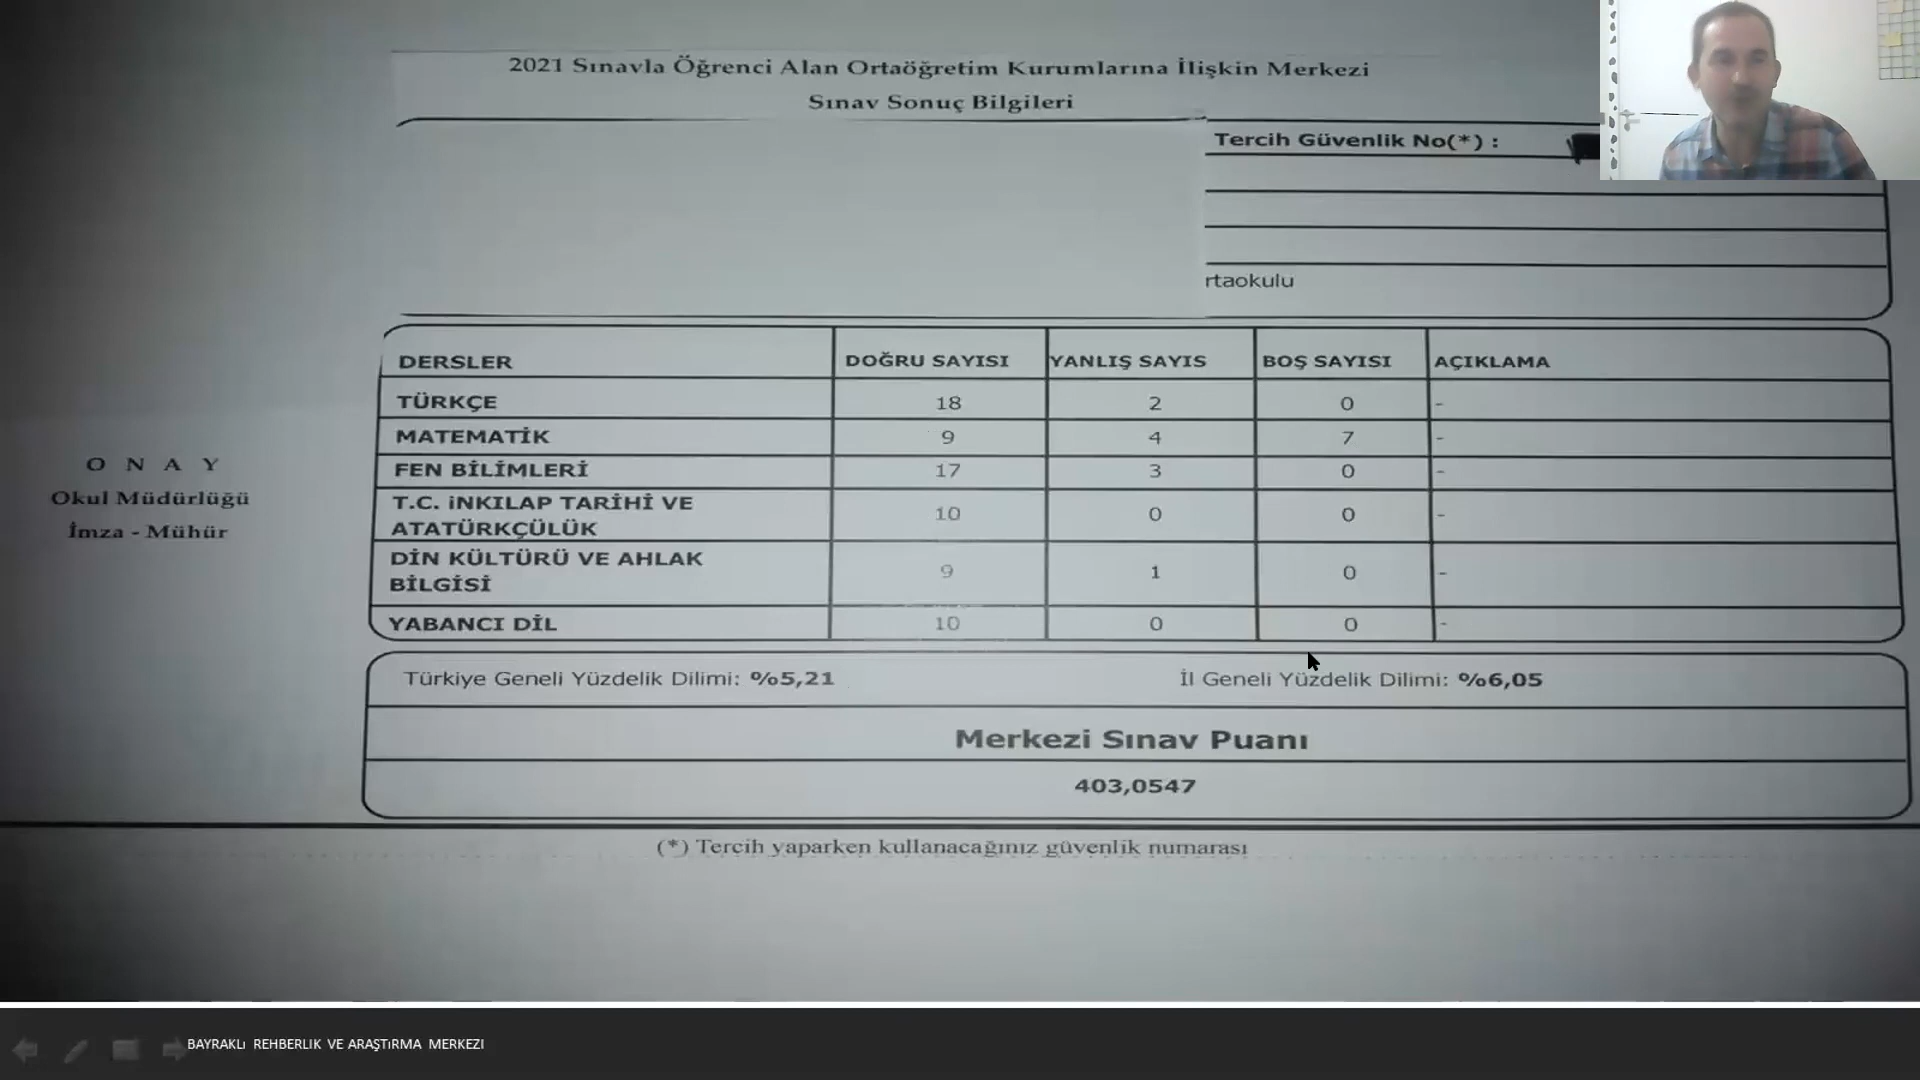 2021 Sınavla Öğrenci Alan Ortaöğretim Kurumlarına İlişkin Merkezi
Sınav Sonuç Bilgileri
Tercih Güvenlik No(*) :
rtaokulu
DERSLER DOĞRU SAYISI YANLIŞ SAYIS BOŞ SAYISI AÇIKLAMA
TÜRKÇE 18 2 0 -
MATEMATİK 9 4 7 -
FEN BİLİMLERİ 17 3 0 -
T.C. iNKILAP TARİHİ VE
ATATÜRKÇÜLÜK 10 0 0 -
DİN KÜLTÜRÜ VE AHLAK
BİLGİSİ 9 1 0 -
YABANCI DİL 10 0 0 -
O N A Y
Okul Müdürlüğü
İmza - Mühür
Türkiye Geneli Yüzdelik Dilimi: %5,21 İl Geneli Yüzdelik Dilimi: %6,05
Merkezi Sınav Puanı
403,0547
(*) Tercih yaparken kullanacağınız güvenlik numarası
BAYRAKLı REHBERLIK VE ARAŞTıRMA MERKEZI